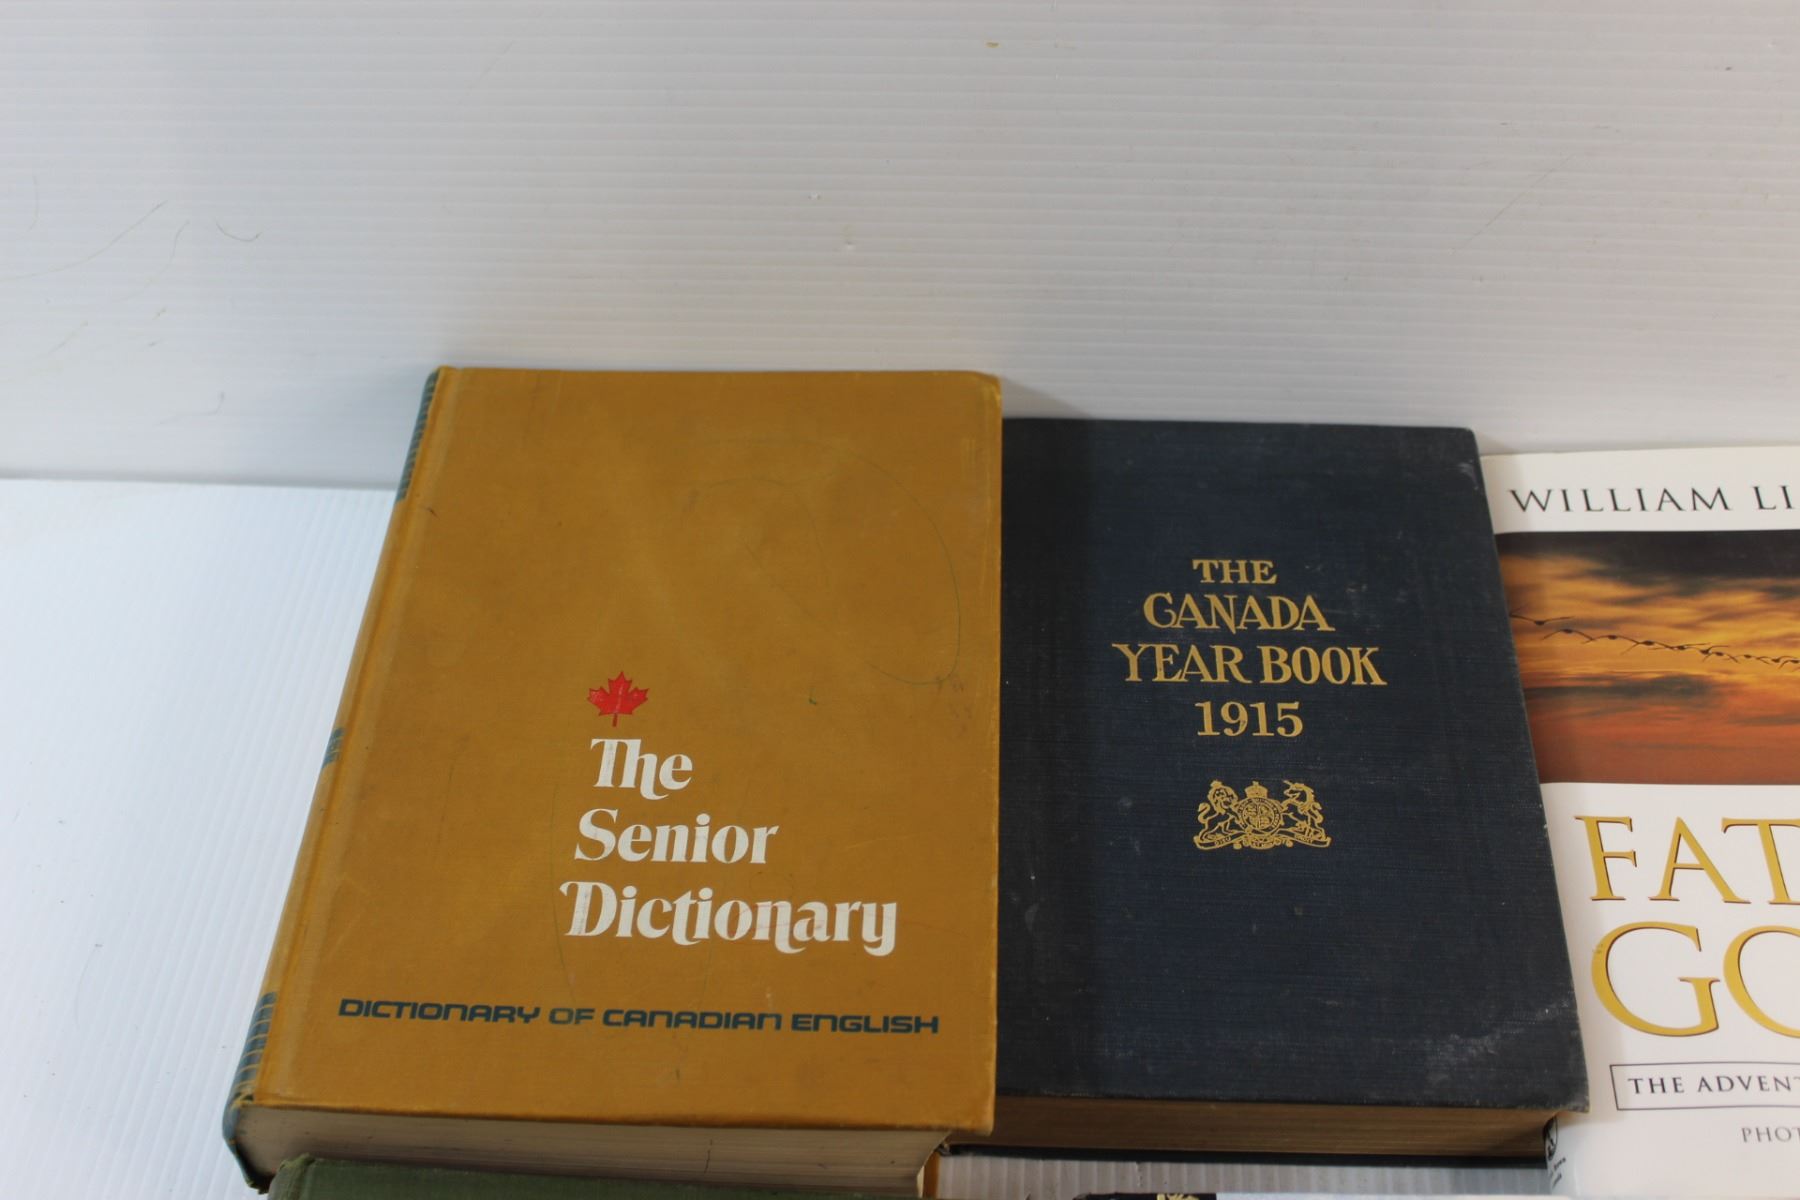 The
Senior
Dictionary
DICTIONARY OF CANADIAN ENGLISH
THE
CANADA
YEAR BOOK
1915
WILLIAM LI
FAT
GO
THE ADVENT
PHOT